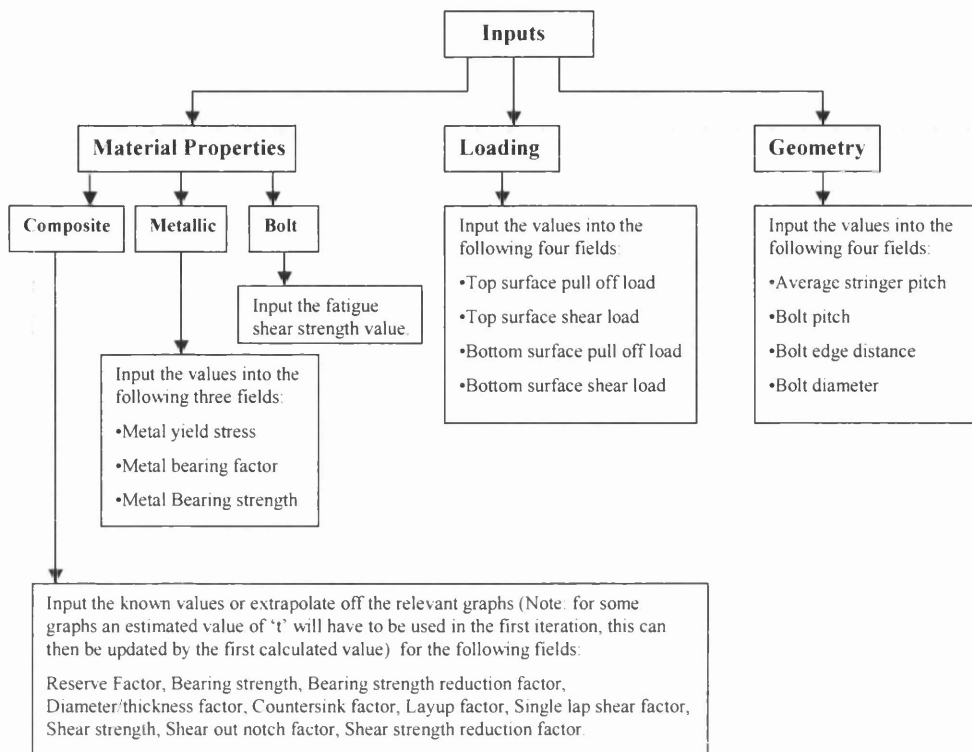 Inputs
Material Properties
Loading
Geometry
Composite
Metallic
Bolt
Input the fatigue
shear strength value.
Input the values into the
following three fields:
•Metal yield stress
•Metal bearing factor
•Metal Bearing strength
Input the values into the
following four fields:
•Top surface pull off load
•Top surface shear load
•Bottom surface pull off load
•Bottom surface shear load
Input the values into the
following four fields:
•Average stringer pitch
•Bolt pitch
•Bolt edge distance
•Bolt diameter
Input the known values or extrapolate off the relevant graphs (Note: for some
graphs an estimated value of ‘t’ will have to be used in the first iteration, this can
then be updated by the first calculated value) for the following fields:
Reserve Factor, Bearing strength, Bearing strength reduction factor,
Diameter/thickness factor, Countersink factor, Layup factor, Single lap shear factor,
Shear strength, Shear out notch factor, Shear strength reduction factor.